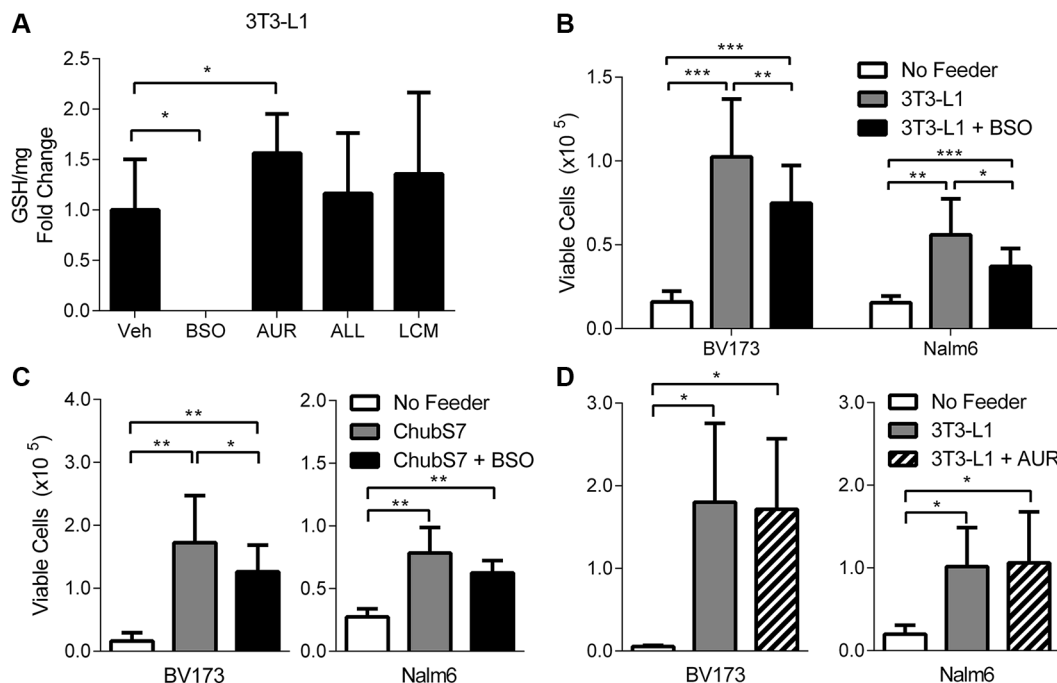 A
3T3-L1
GSH/mg
Fold Change
2.5
2.0
*
1.5
*
1.0
1.5
0.0
Veh BSO AUR ALL LCM
B
Viable Cells (x10 5)
1.5
1.0
0.5
0.0
***
*** **
***
** *
No Feeder
3T3-L1
3T3-L1 + BSO
BV173 Nalm6
C
Viable Cells (x10 5)
4.0
3.0
2.0
1.0
0.0
**
** *
BV173
2.0
1.5
1.0
0.5
0.0
No Feeder
ChubS7
ChubS7 + BSO
**
**
Nalm6
D
3.0
2.0
1.0
0.0
*
*
BV173
3.0
2.0
1.0
0.0
No Feeder
3T3-L1
3T3-L1 + AUR
*
*
Nalm6